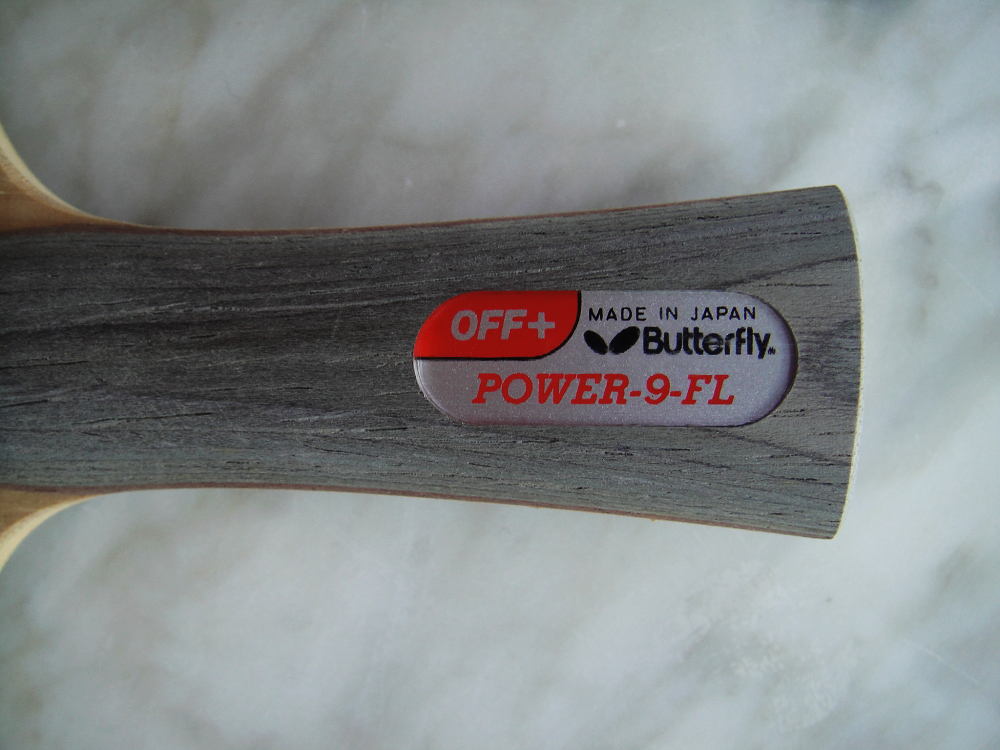 OFF+
MADE IN JAPAN
Butterfly
POWER-9-FL